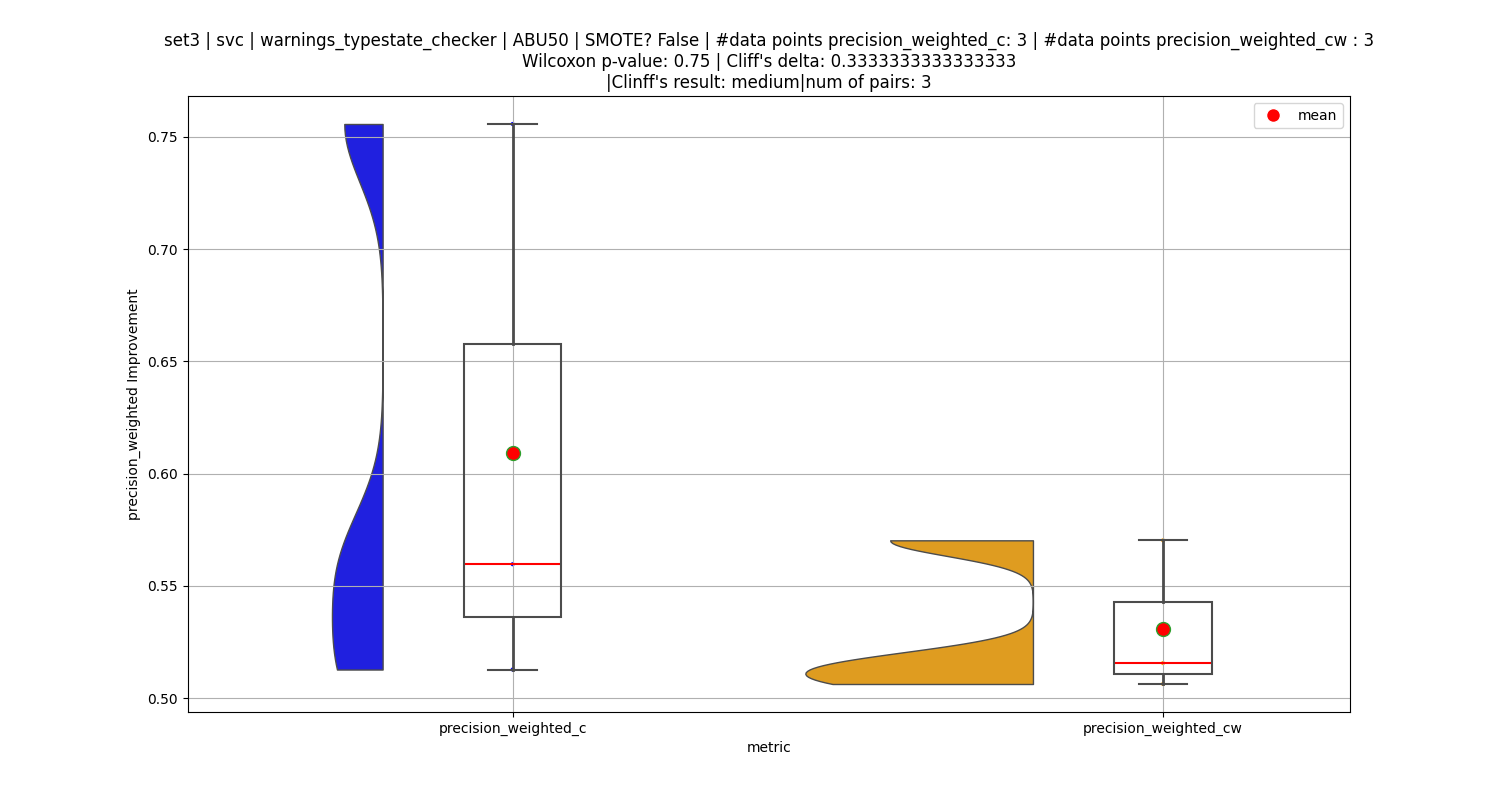 set3 | svc | warnings_typestate_checker | ABU50 | SMOTE? False | #data points precision_weighted_c: 3 | #data points precision_weighted_cw : 3
Wilcoxon p-value: 0.75 | Cliff's delta: 0.3333333333333333
|Clinff's result: medium|num of pairs: 3
mean
0.75
0.70
0.65
0.60
0.55
0.50
precision_weighted Improvement
precision_weighted_c
precision_weighted_cw
metric